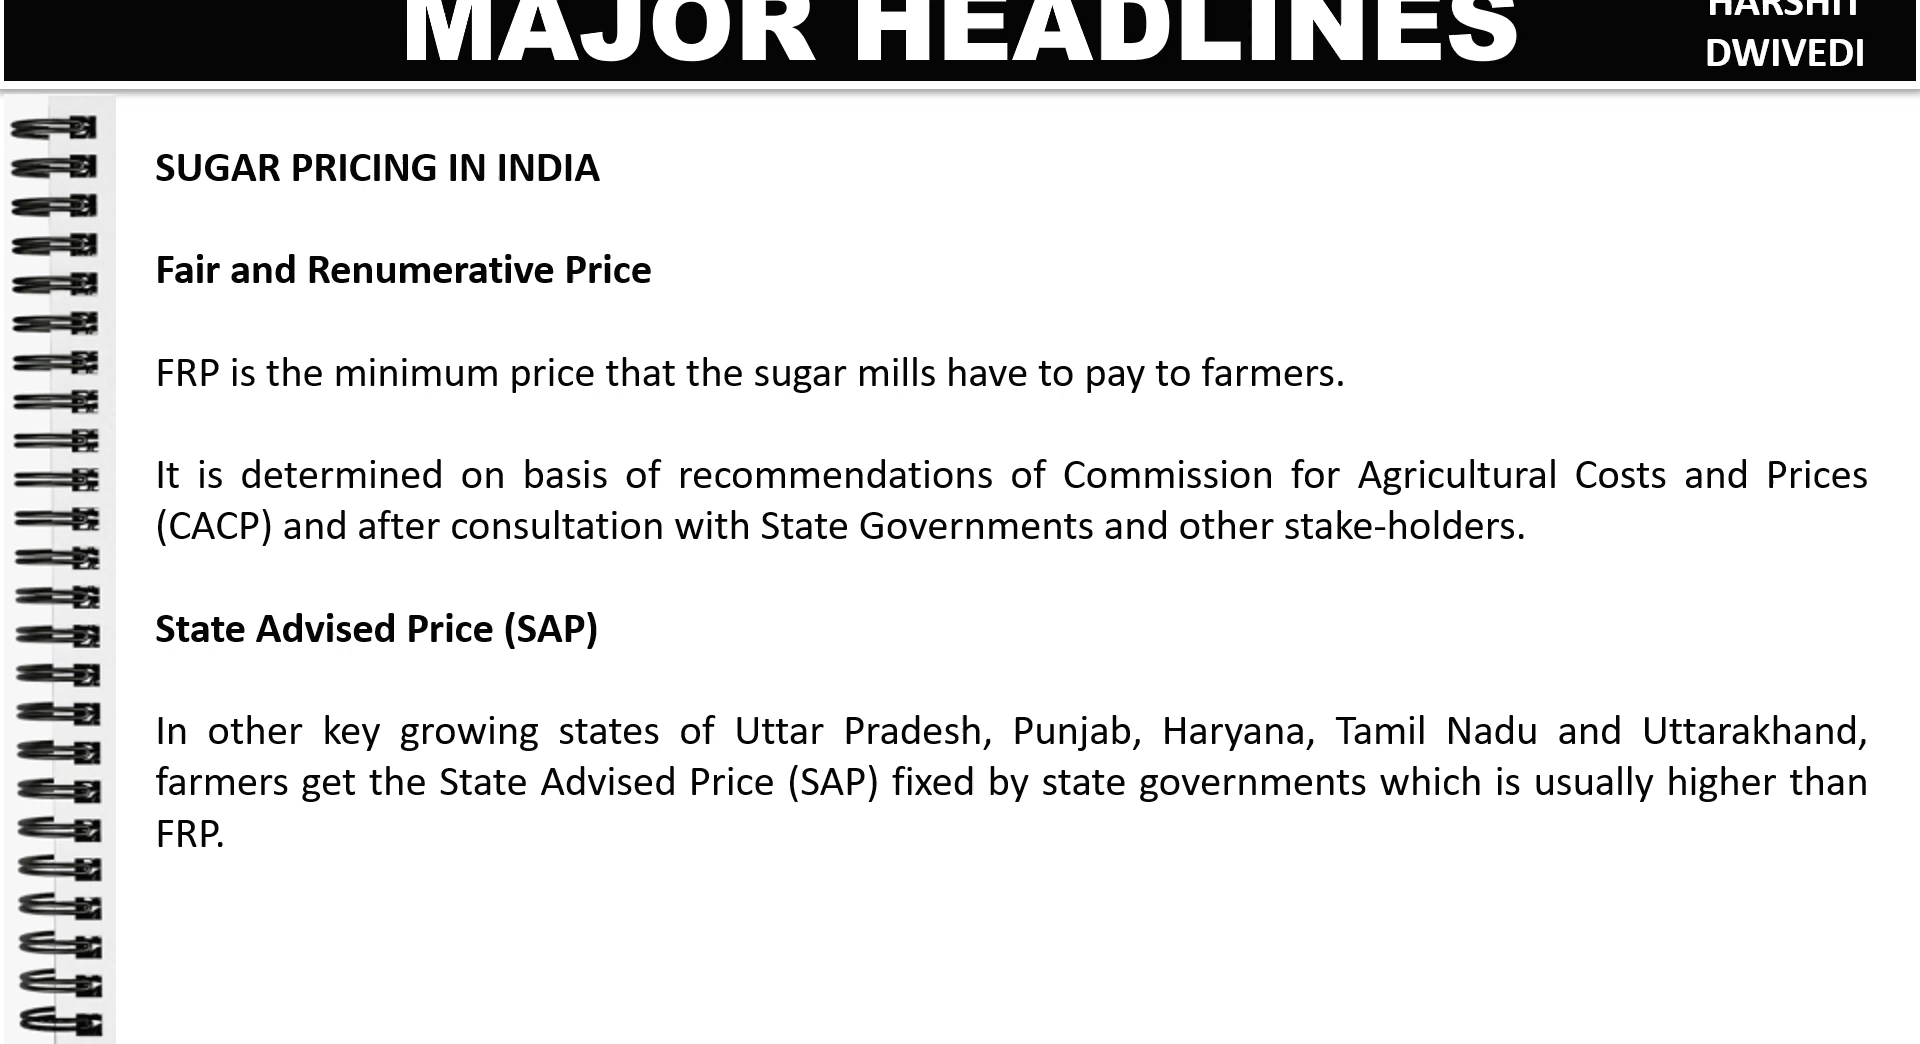 MAJOR HEADLINES
HARSHIT
DWIVEDI
SUGAR PRICING IN INDIA
Fair and Renumerative Price
FRP is the minimum price that the sugar mills have to pay to farmers.
It is determined on basis of recommendations of Commission for Agricultural Costs and Prices
(CACP) and after consultation with State Governments and other stake-holders.
State Advised Price (SAP)
In other key growing states of Uttar Pradesh, Punjab, Haryana, Tamil Nadu and Uttarakhand,
farmers get the State Advised Price (SAP) fixed by state governments which is usually higher than
FRP.